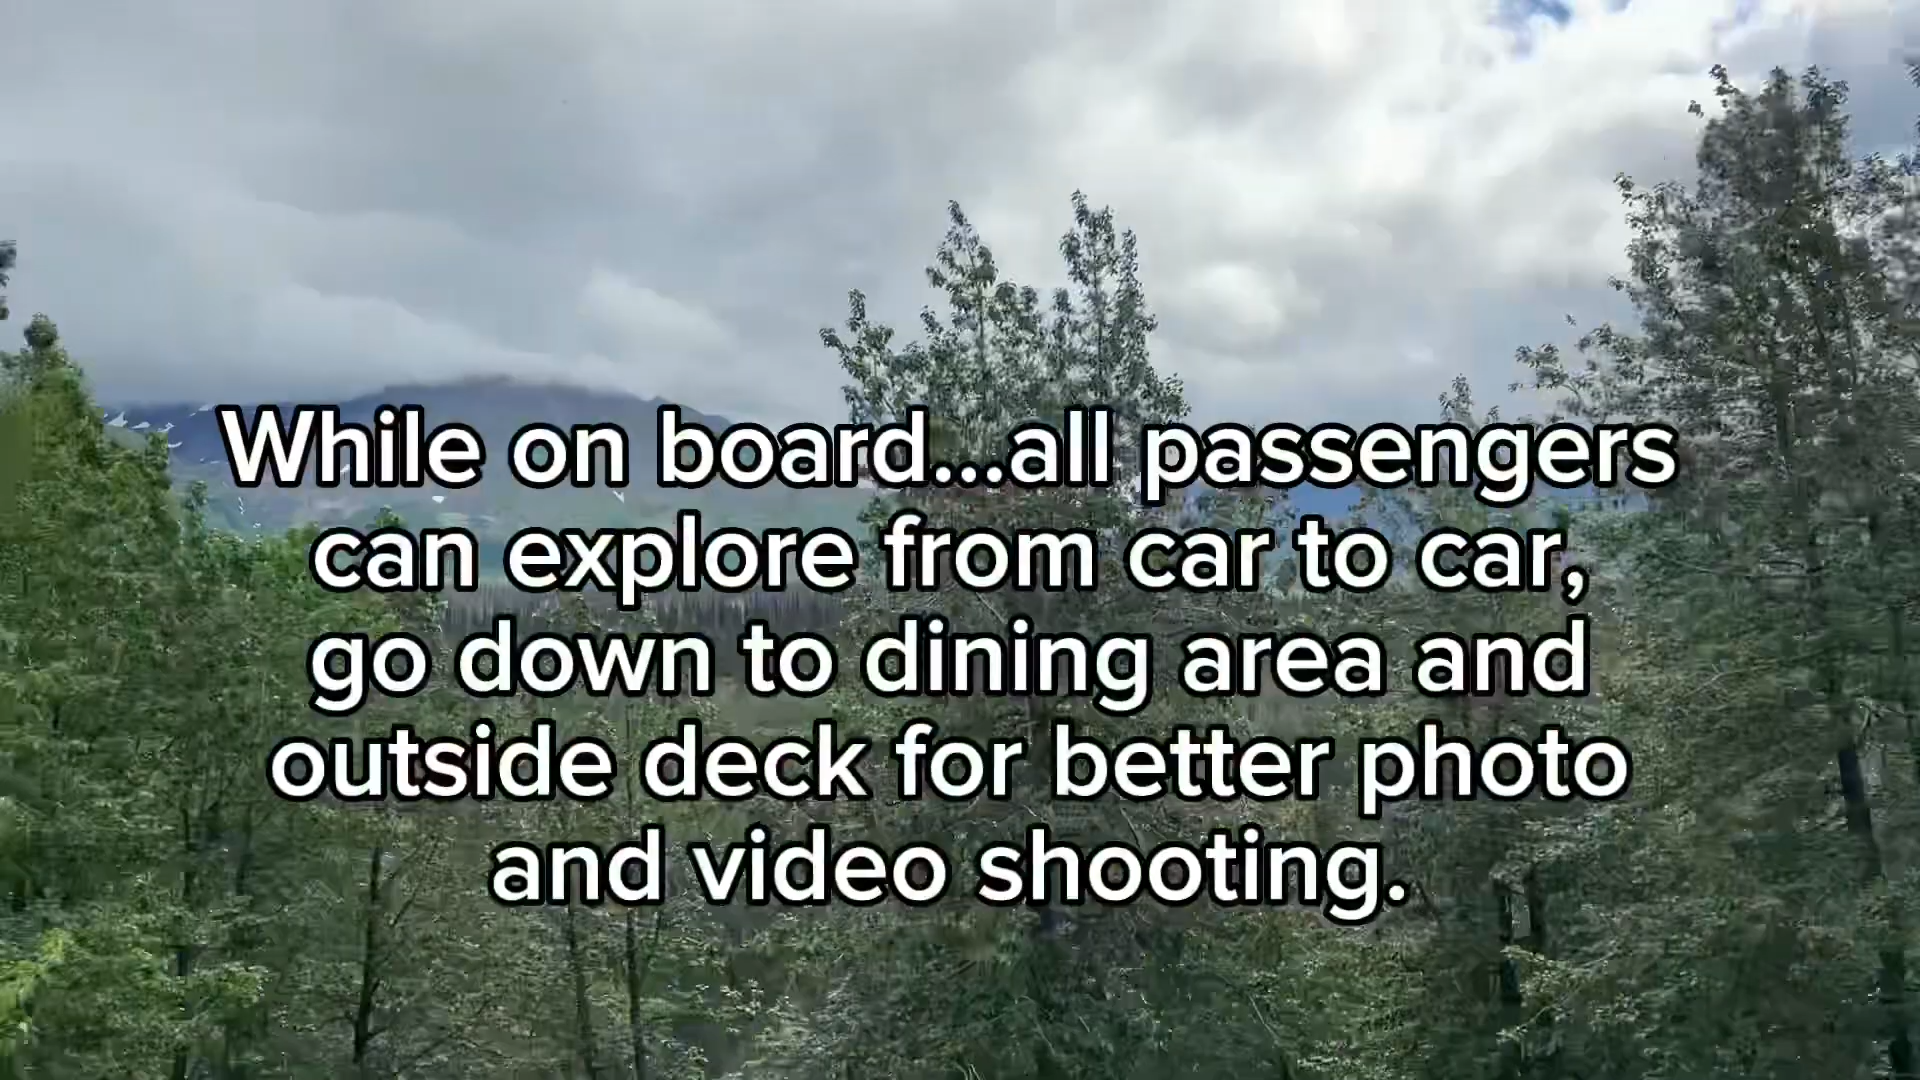 While on board...all passengers
can explore from car to car,
go down to dining area and
outside deck for better photo
and video shooting.